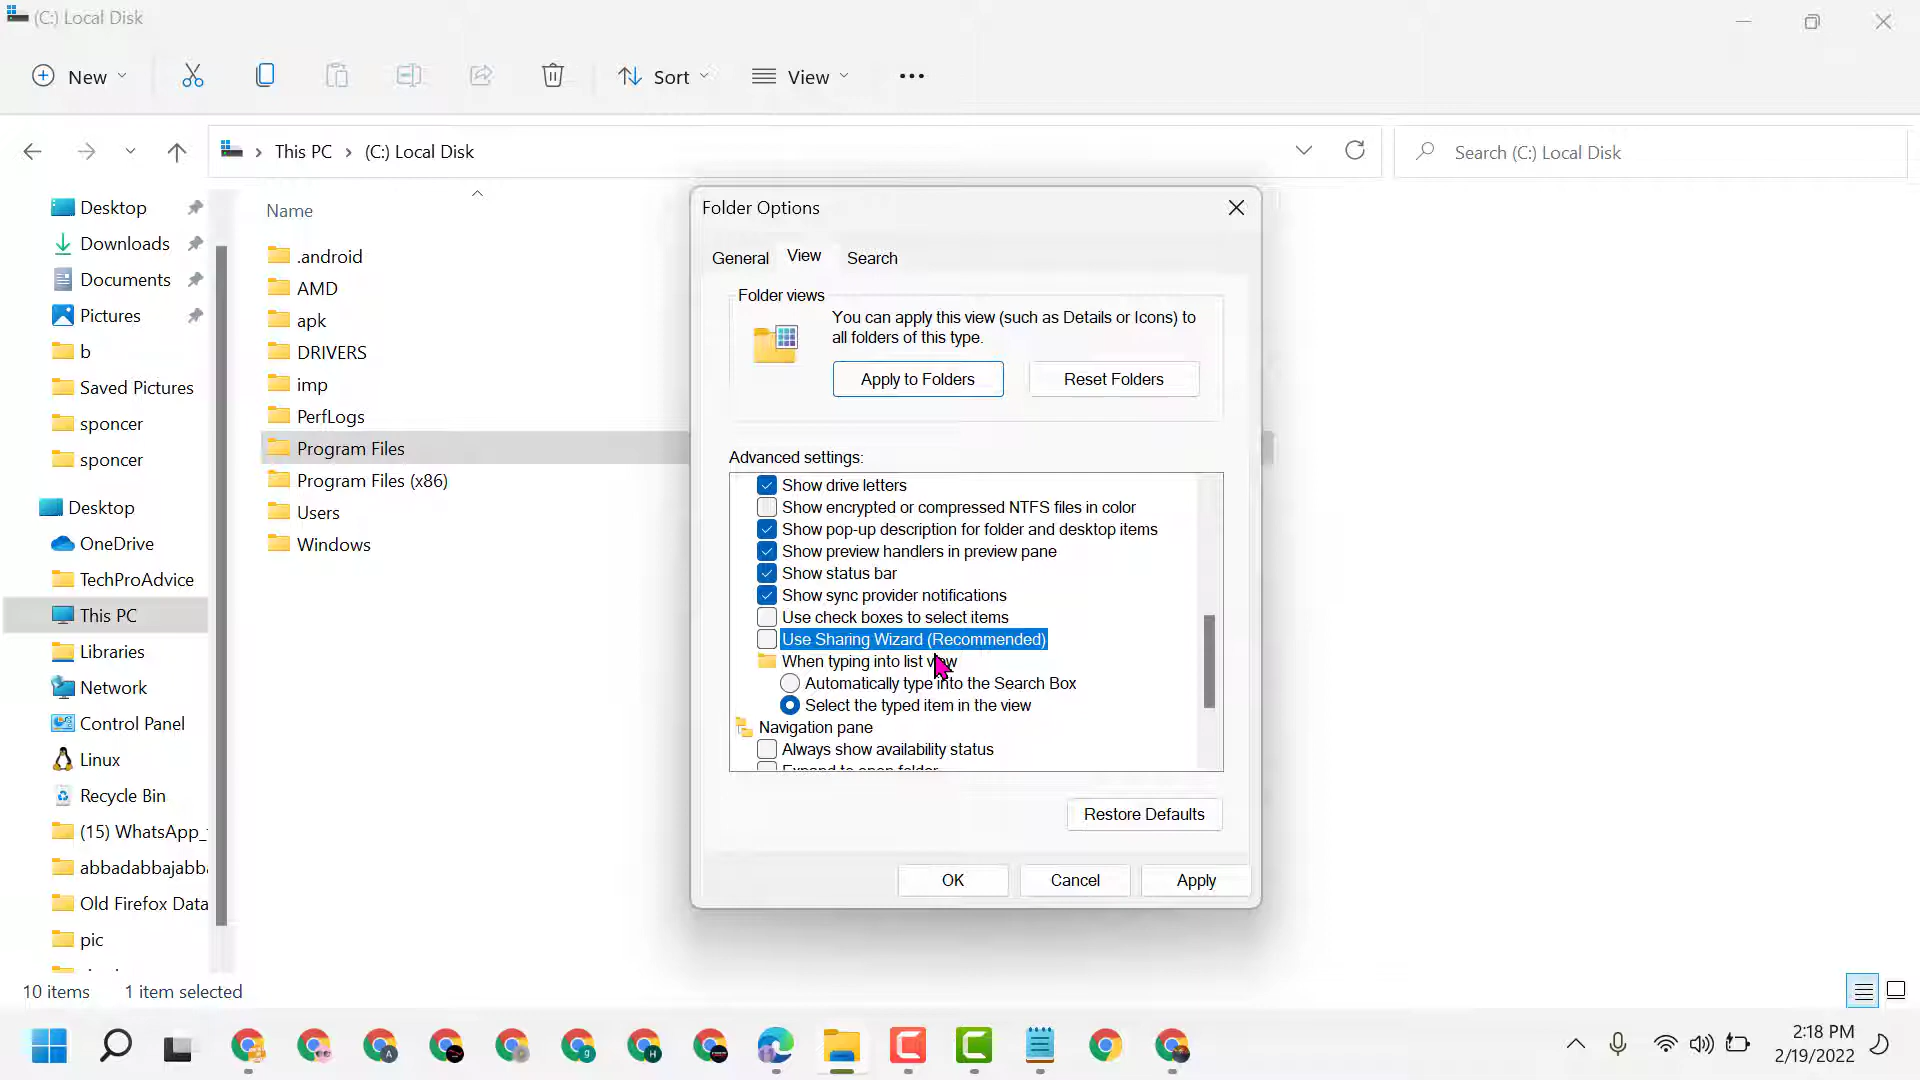 (C:) Local Disk
New
Sort
View
This PC
(C:) Local Disk
Search (C:) Local Disk
Desktop
Downloads
Documents
Pictures
b
Saved Pictures
sponcer
sponcer
Desktop
OneDrive
TechProAdvice
This PC
Libraries
Network
Control Panel
Linux
Recycle Bin
(15) WhatsApp_
abbadabbajabb
Old Firefox Data
pic
Name
.android
AMD
apk
DRIVERS
imp
PerfLogs
Program Files
Program Files (x86)
Users
Windows
Folder Options
General
View
Search
Folder views
You can apply this view (such as Details or Icons) to
all folders of this type.
Apply to Folders
Reset Folders
Advanced settings:
Show drive letters
Show encrypted or compressed NTFS files in color
Show pop-up description for folder and desktop items
Show preview handlers in preview pane
Show status bar
Show sync provider notifications
Use check boxes to select items
Use Sharing Wizard (Recommended)
When typing into list view
Automatically type into the Search Box
Select the typed item in the view
Navigation pane
Always show availability status
Expand to open folder
Restore Defaults
OK
Cancel
Apply
10 items
1 item selected
A
g
H
2:18 PM
2/19/2022